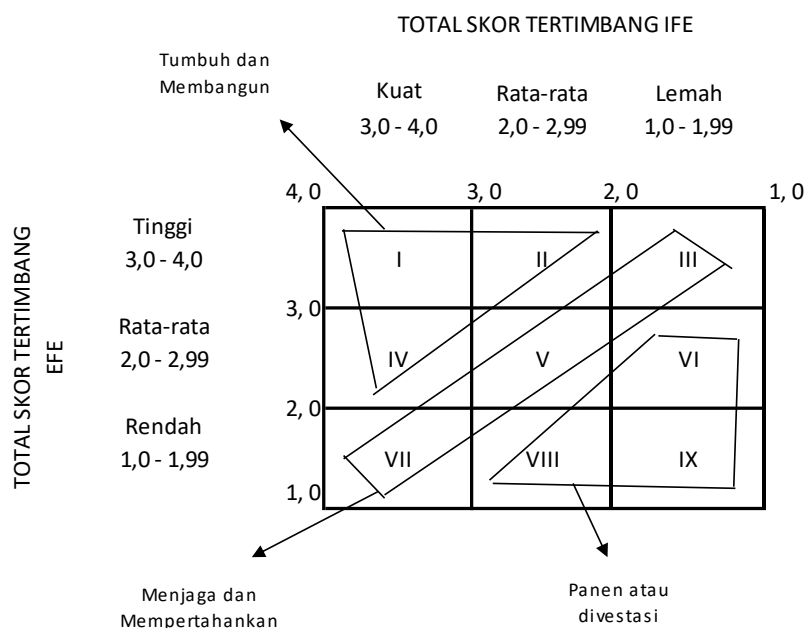 TOTAL SKOR TERTIMBANG IFE
Tumbuh dan
Membangun
Kuat
3,0 - 4,0
Rata-rata
2,0 - 2,99
Lemah
1,0 - 1,99
4, 0
3, 0
2, 0
1, 0
TOTAL SKOR TERTIMBANG
EFE
Tinggi
3,0 - 4,0
I
II
III
3, 0
Rata-rata
2,0 - 2,99
IV
V
VI
2, 0
Rendah
1,0 - 1,99
VII
VIII
IX
1, 0
Menjaga dan
Mempertahankan
Panen atau
divestasi